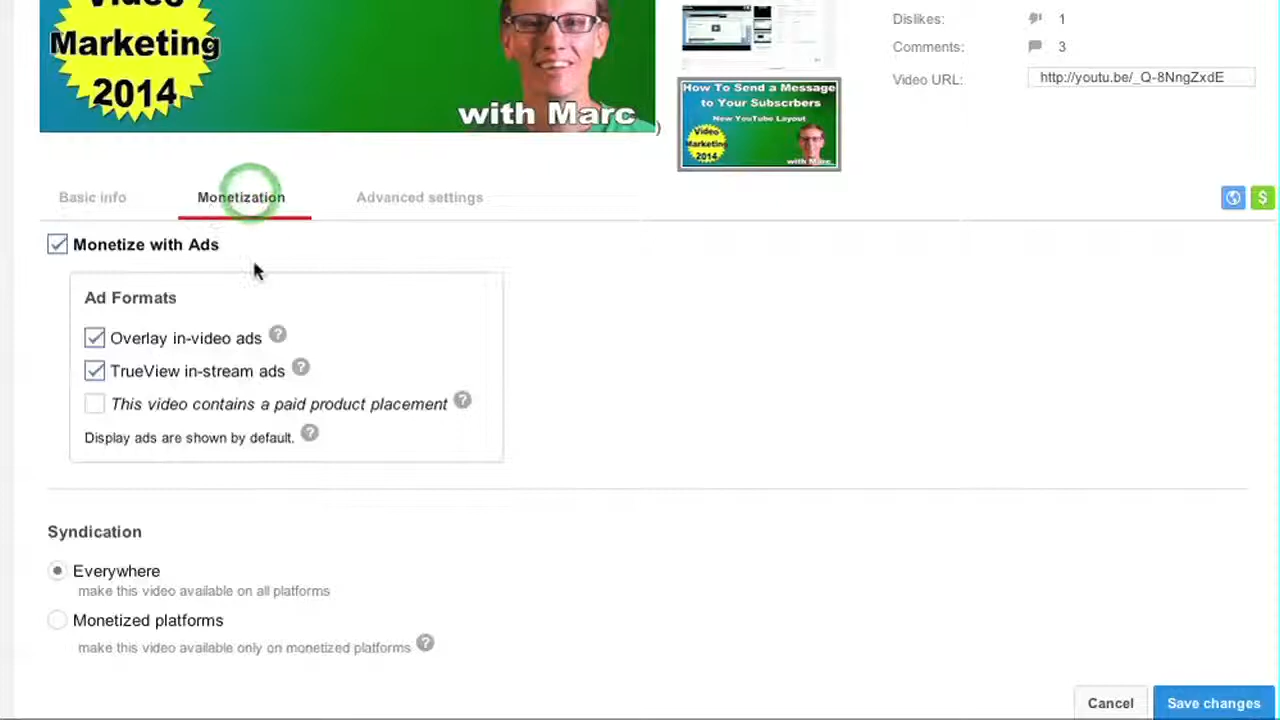 Video
Marketing
2014
with Marc
)
How To Send a Message
to Your Subscrbers
New YouTube Layout
Video
Marketing
2014
with Marc
Dislikes: 1
Comments: 3
Video URL: http://youtu.be/_Q-8NngZxdE
Basic info Monetization Advanced settings
$
Monetize with Ads
Ad Formats
Overlay in-video ads ?
TrueView in-stream ads ?
This video contains a paid product placement ?
Display ads are shown by default. ?
Syndication
Everywhere
make this video available on all platforms
Monetized platforms
make this video available only on monetized platforms ?
Cancel Save changes